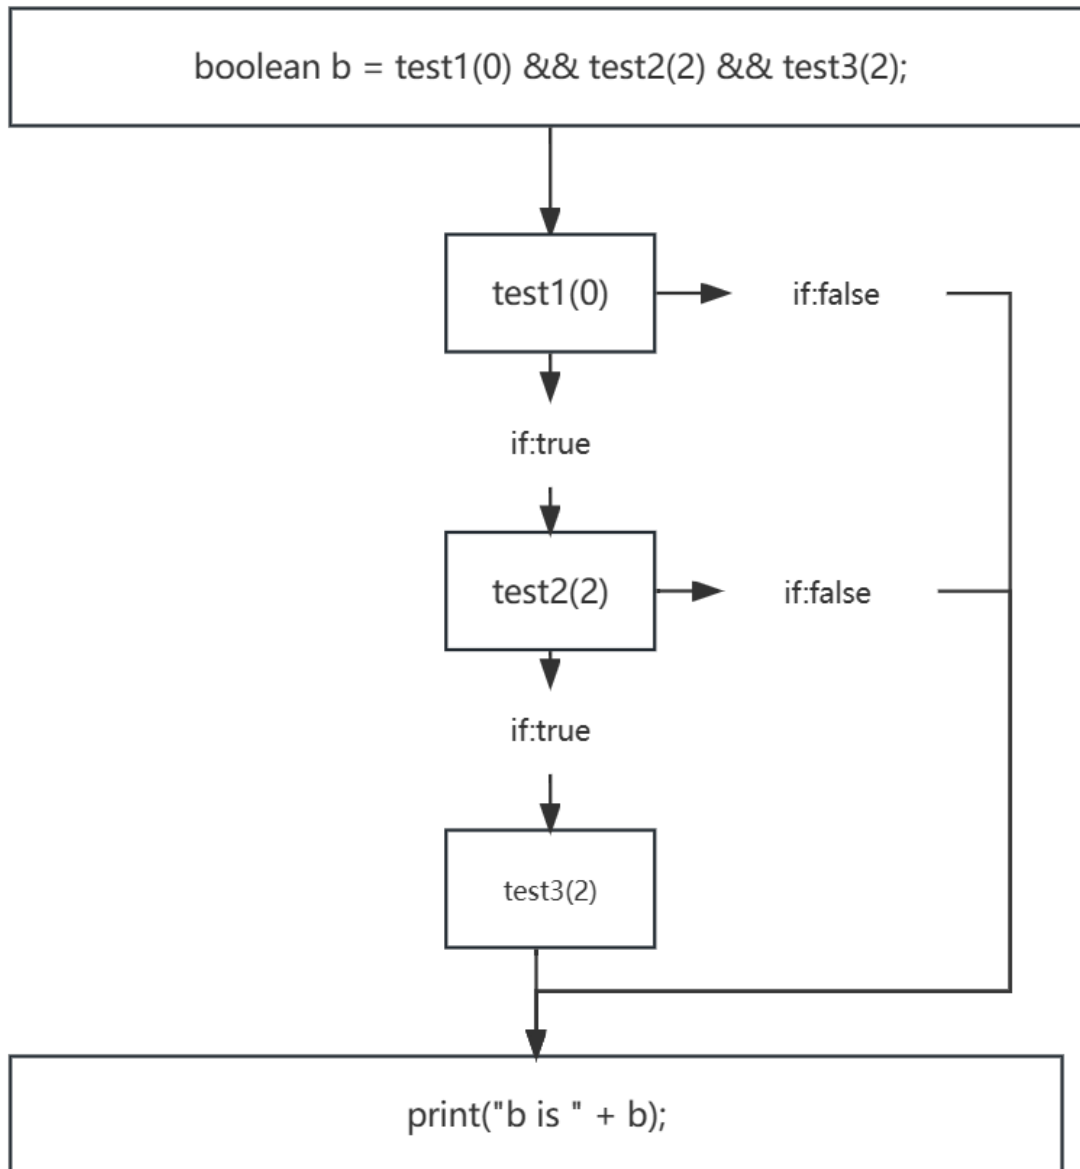 boolean b = test1(0) && test2(2) && test3(2);
test1(0)
if:false
if:true
test2(2)
if:false
if:true
test3(2)
print("b is " + b);